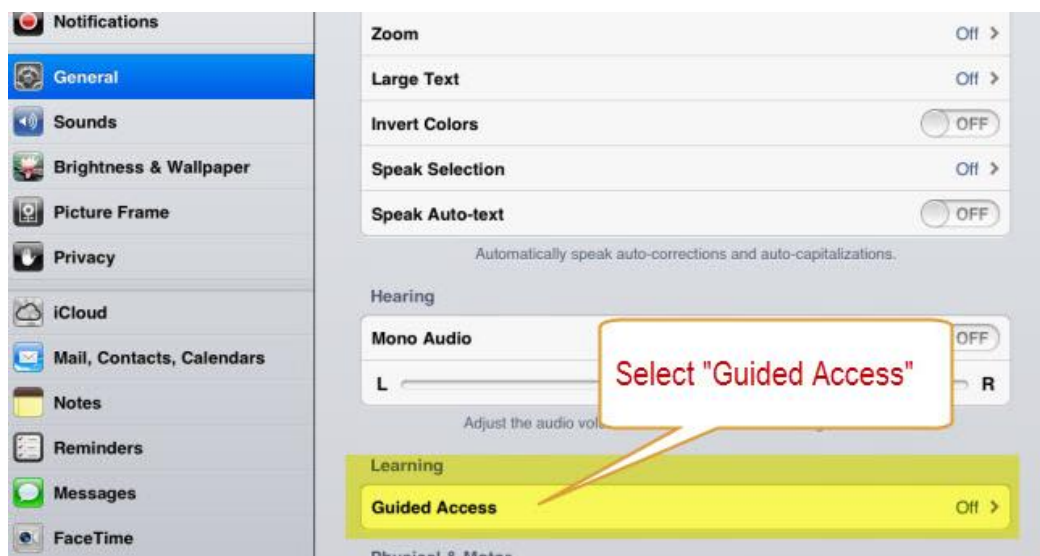 Notifications
General
Sounds
Brightness & Wallpaper
Picture Frame
Privacy
iCloud
Mail, Contacts, Calendars
Notes
Reminders
Messages
FaceTime
Zoom Off
Large Text Off
Invert Colors OFF
Speak Selection Off
Speak Auto-text OFF
Automatically speak auto-corrections and auto-capitalizations.
Hearing
Mono Audio OFF
L R
Adjust the audio
Select "Guided Access"
Learning
Guided Access Off
Physical & Motor